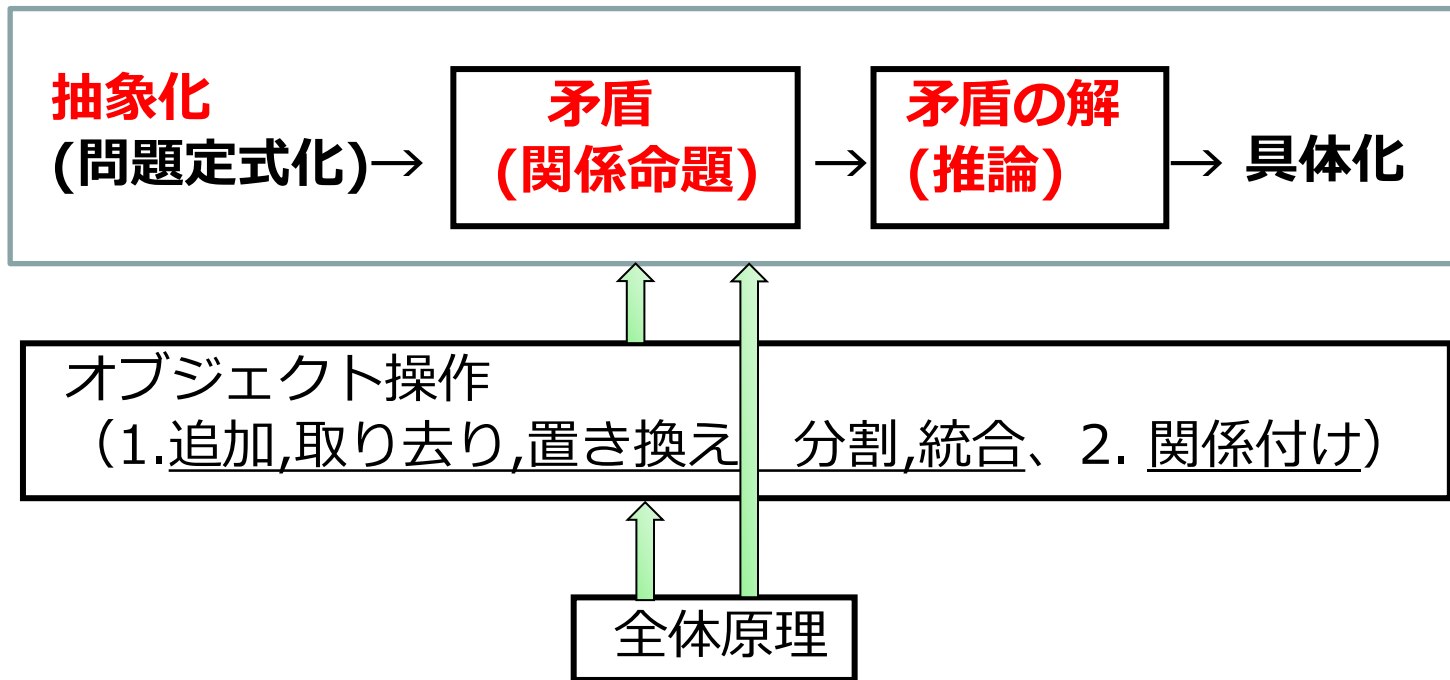 抽象化
(問題定式化)→
矛盾
(関係命題)
→
矛盾の解
(推論)
→ 具体化
オブジェクト操作
（1.追加,取り去り,置き換え 分割,統合、2. 関係付け）
全体原理